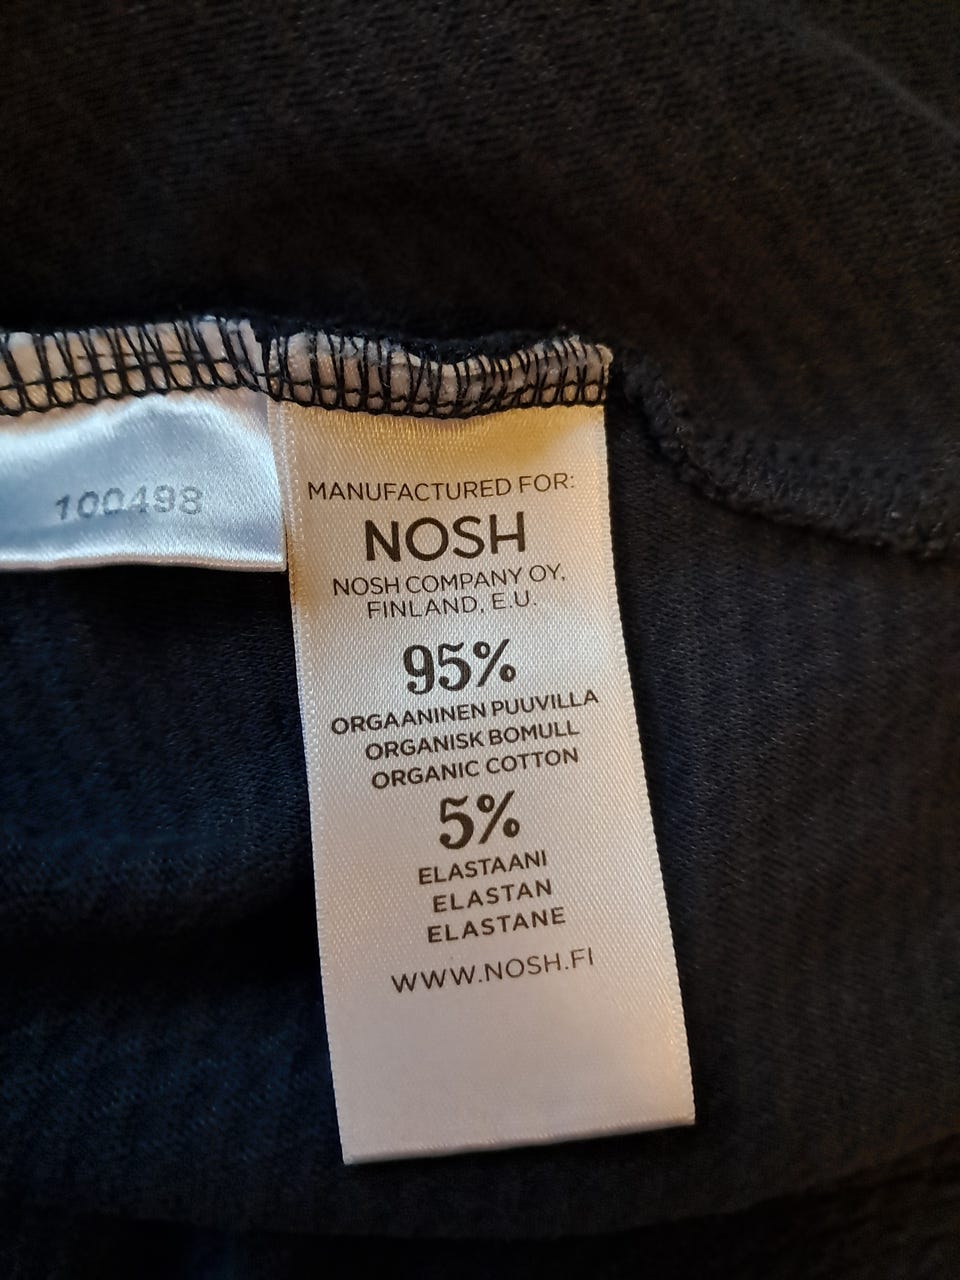 100498
MANUFACTURED FOR:
NOSH
NOSH COMPANY OY,
FINLAND, E.U.
95%
ORGAANINEN PUUVILLA
ORGANISK BOMULL
ORGANIC COTTON
5%
ELASTAANI
ELASTAN
ELASTANE
WWW.NOSH.FI